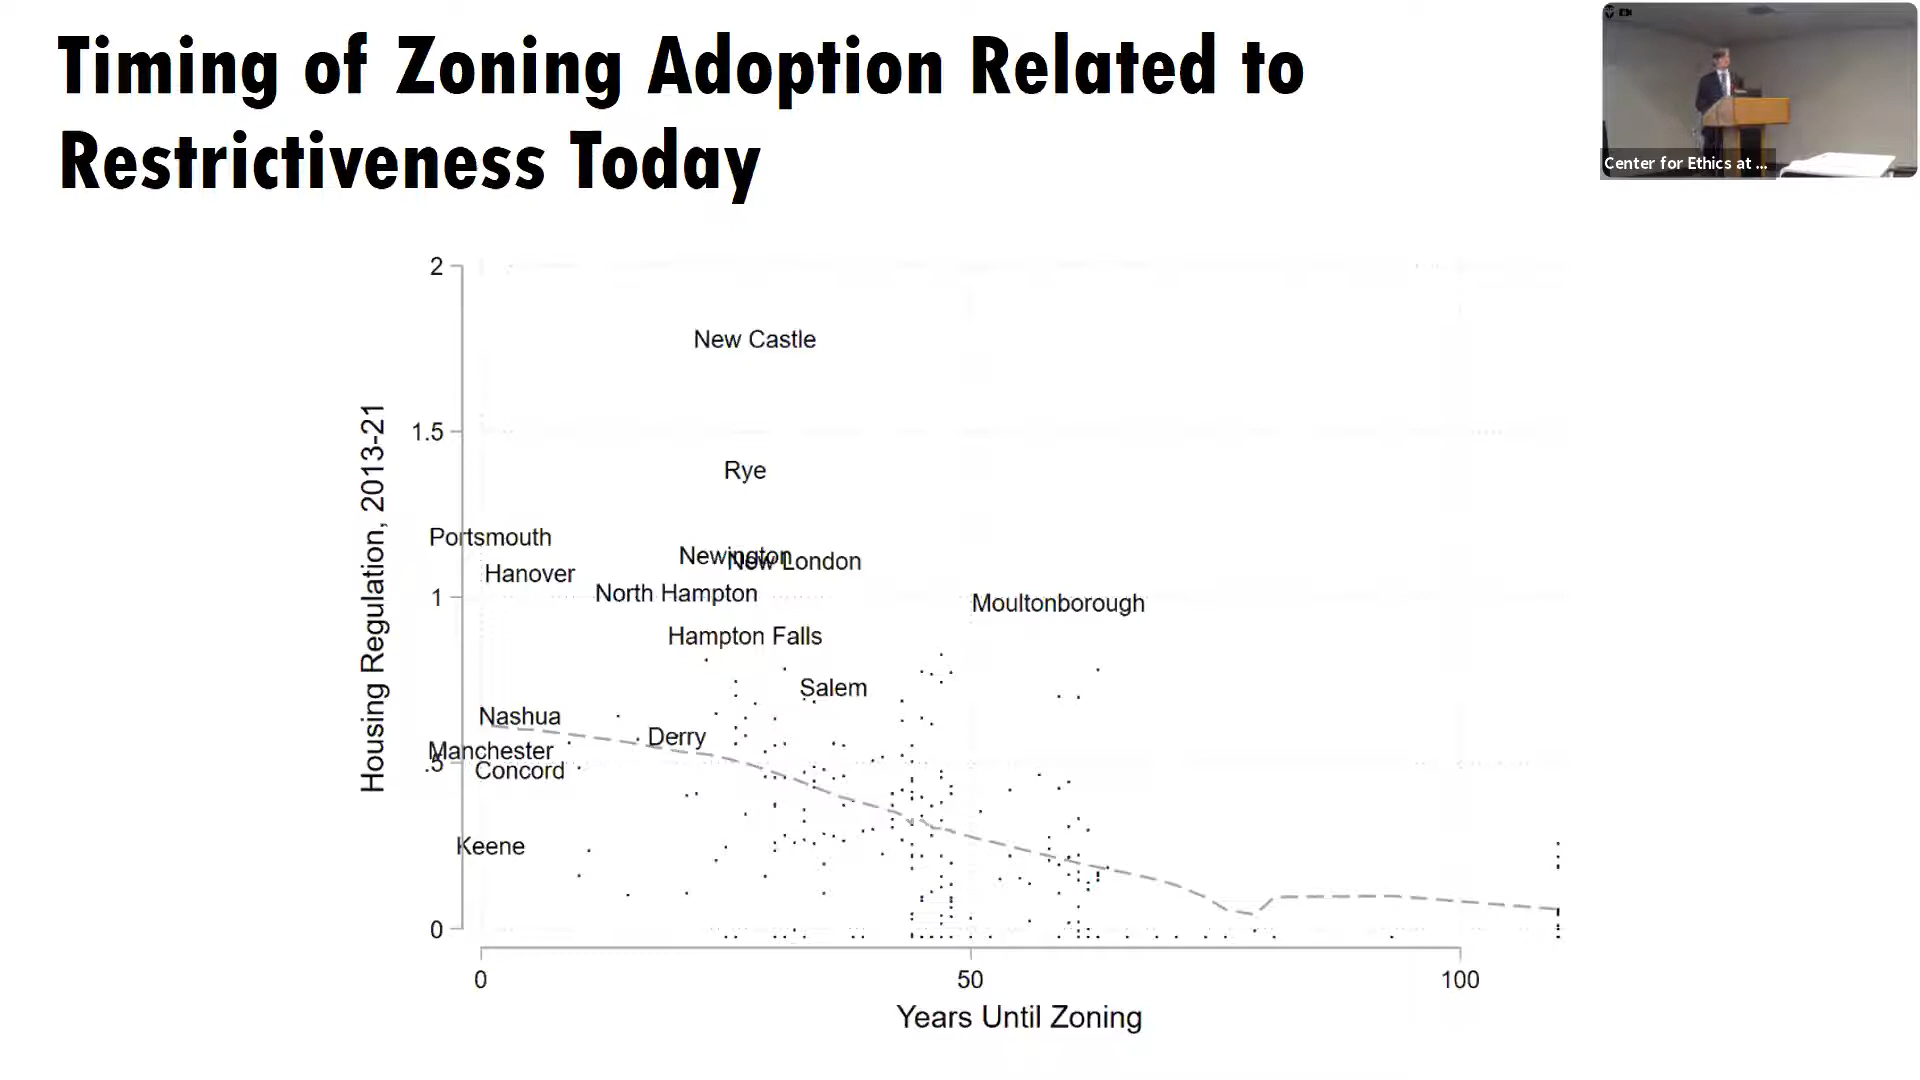 Timing of Zoning Adoption Related to
Restrictiveness Today
Center for Ethics at ...
Housing Regulation, 2013-21
2
1.5
1
.5
0
New Castle
Rye
Portsmouth
Newington
New London
Hanover
North Hampton
Moultonborough
Hampton Falls
Salem
Nashua
Derry
Manchester
Concord
Keene
0 50 100
Years Until Zoning